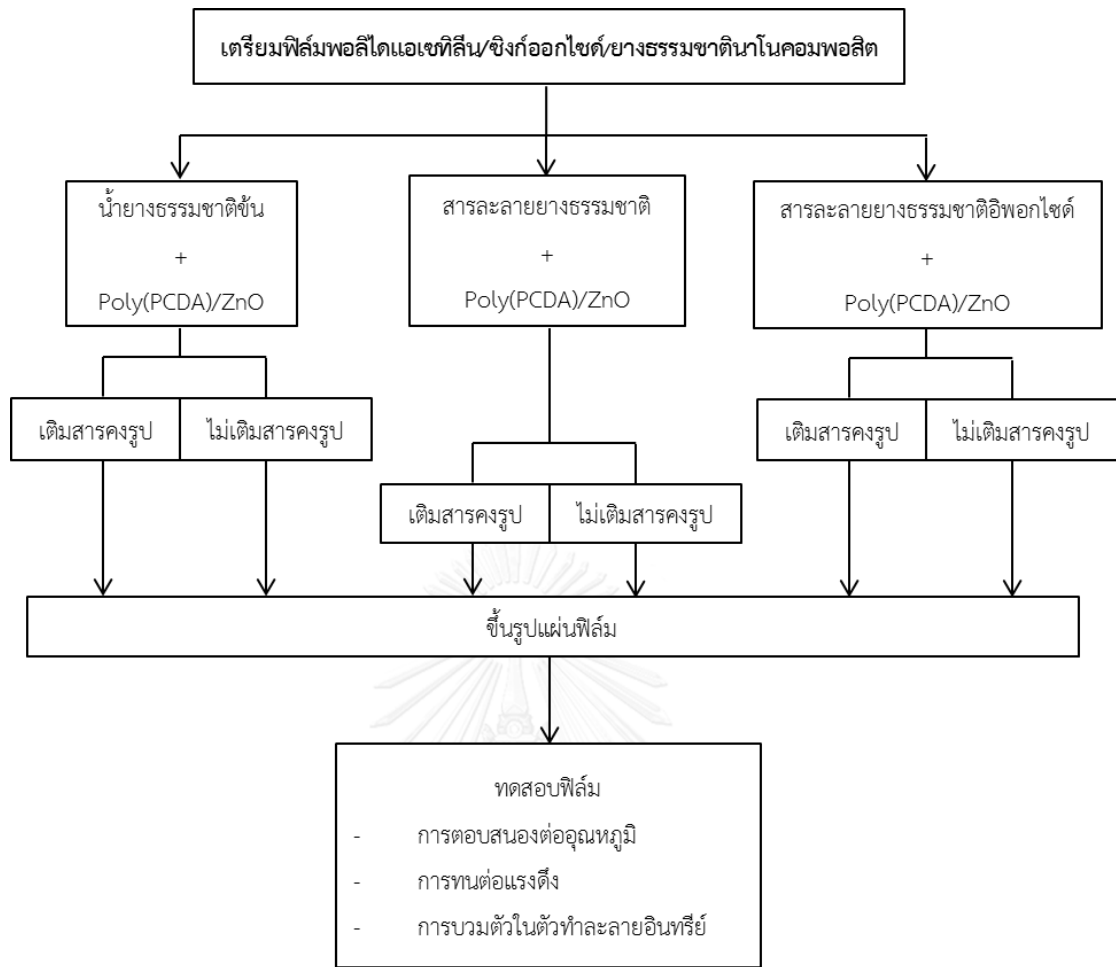 เตรียมฟิล์มพอลิไดแอเซทิลีน/ซิงก์ออกไซด์/ยางธรรมชาตินาโนคอมพอสิต
น้ำยางธรรมชาติข้น
+
Poly(PCDA)/ZnO
สารละลายยางธรรมชาติ
+
Poly(PCDA)/ZnO
สารละลายยางธรรมชาติอิพอกไซด์
+
Poly(PCDA)/ZnO
เติมสารคงรูป
ไม่เติมสารคงรูป
เติมสารคงรูป
ไม่เติมสารคงรูป
เติมสารคงรูป
ไม่เติมสารคงรูป
ขึ้นรูปแผ่นฟิล์ม
ทดสอบฟิล์ม
- การตอบสนองต่ออุณหภูมิ
- การทนต่อแรงดึง
- การบวมตัวในตัวทำละลายอินทรีย์